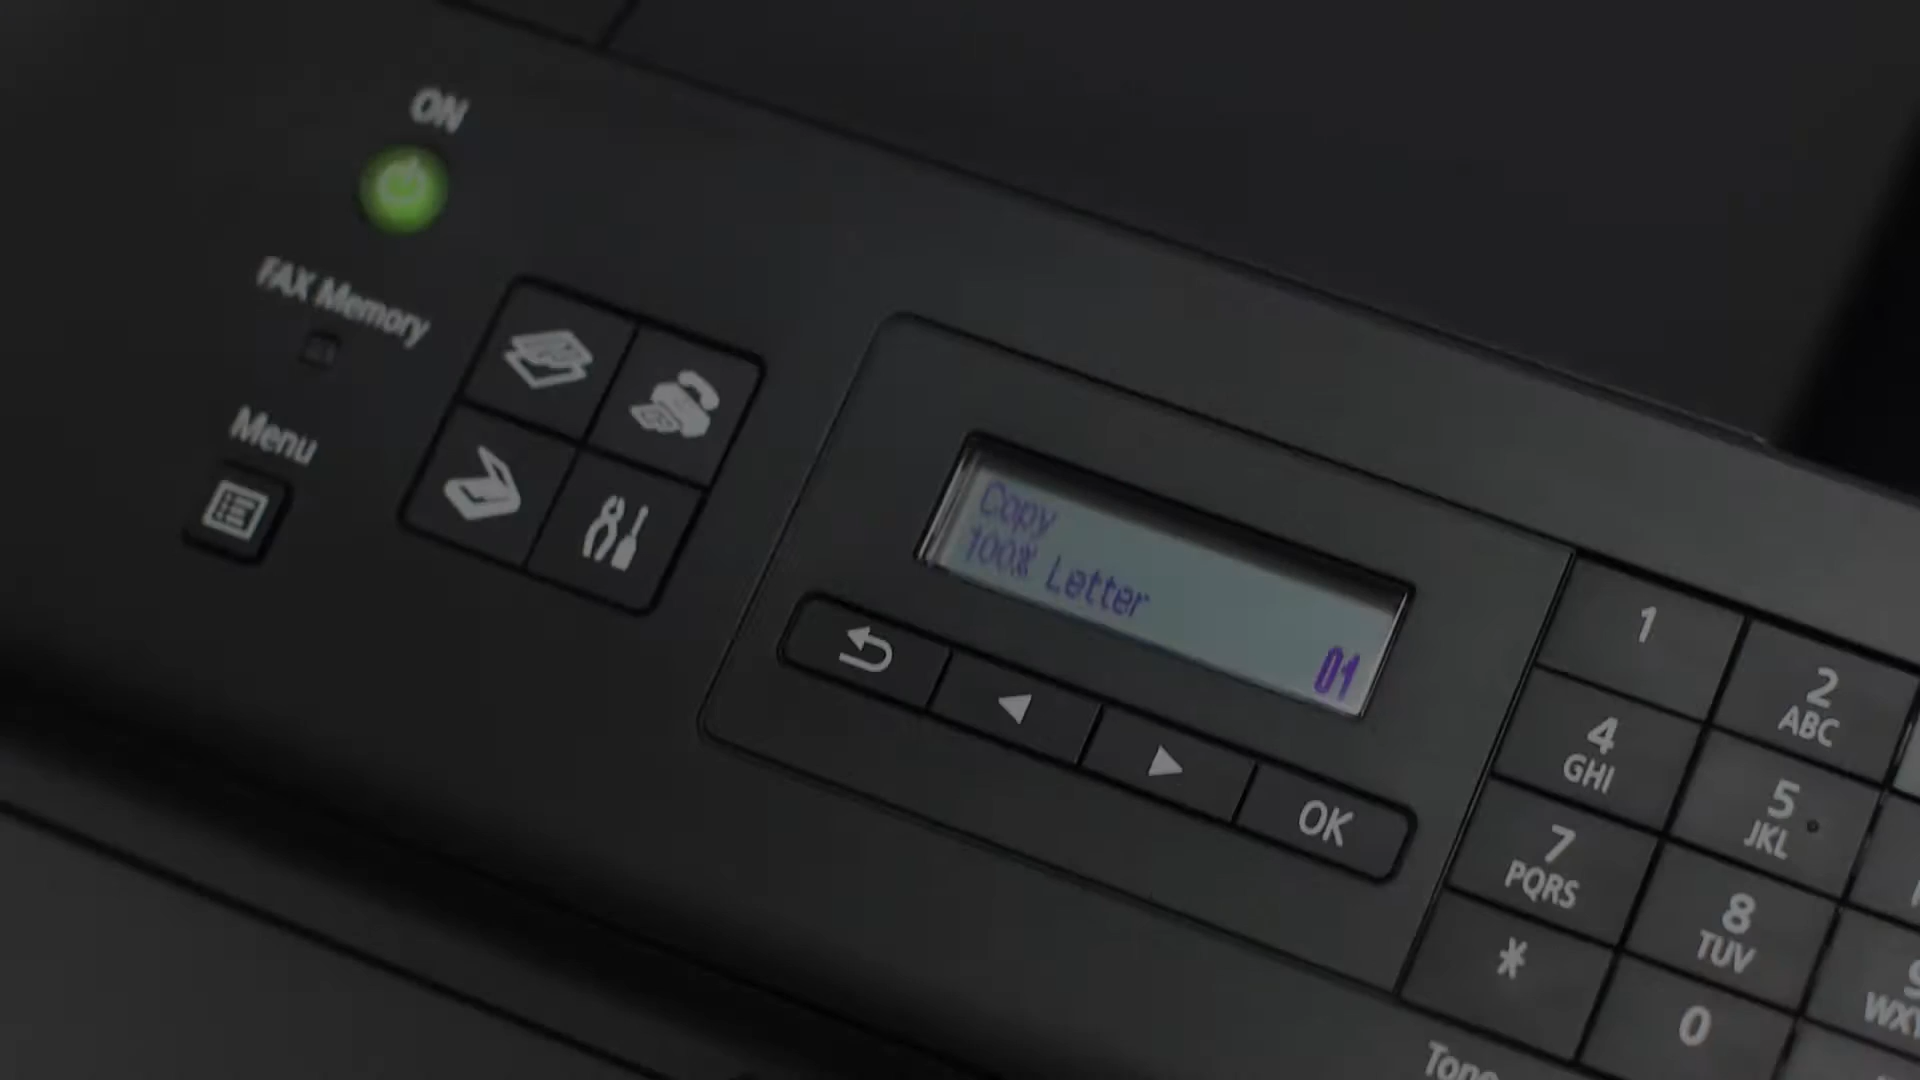 ON
FAX Memory
Menu
Copy
100% Letter
01
OK
1
2
ABC
4
GHI
5
JKL
7
PQRS
8
TUV
*
0